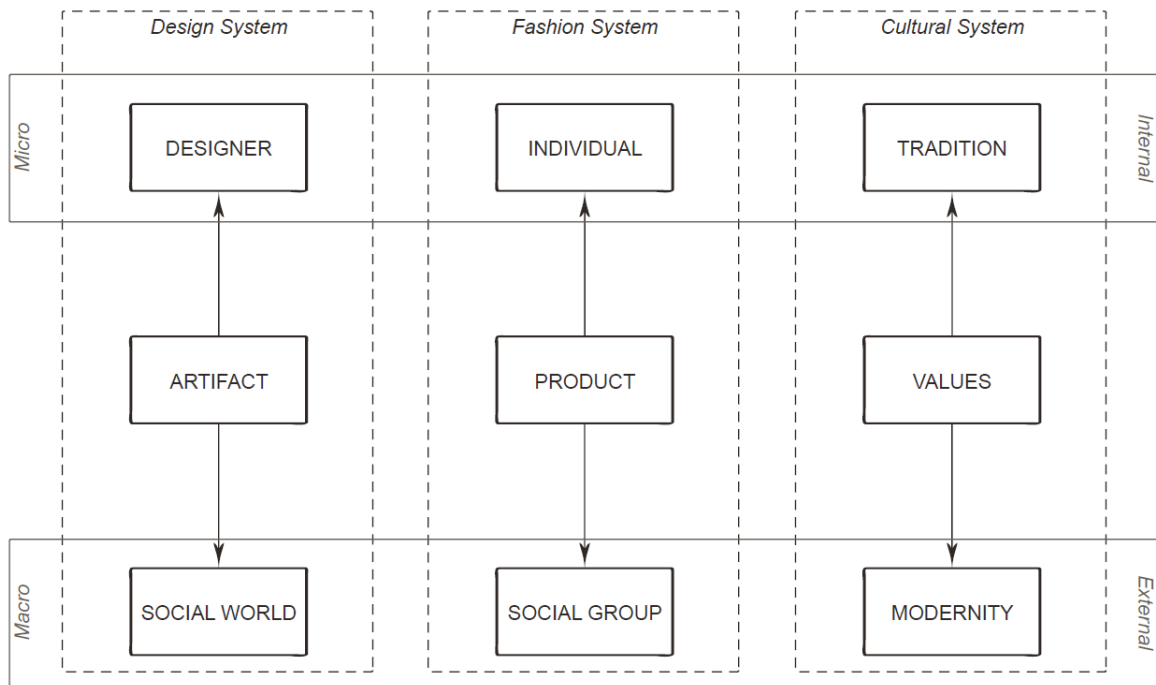 Design System
Fashion System
Cultural System
Micro
Internal
DESIGNER
INDIVIDUAL
TRADITION
ARTIFACT
PRODUCT
VALUES
Macro
External
SOCIAL WORLD
SOCIAL GROUP
MODERNITY